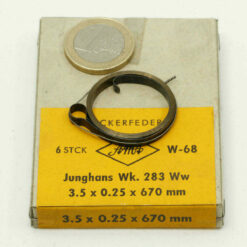 CKERFEDER
6 STCK
W-68
Junghans Wk. 283 Ww
3.5 x 0.25 x 670 mm
3.5 x 0.25 x 670 mm